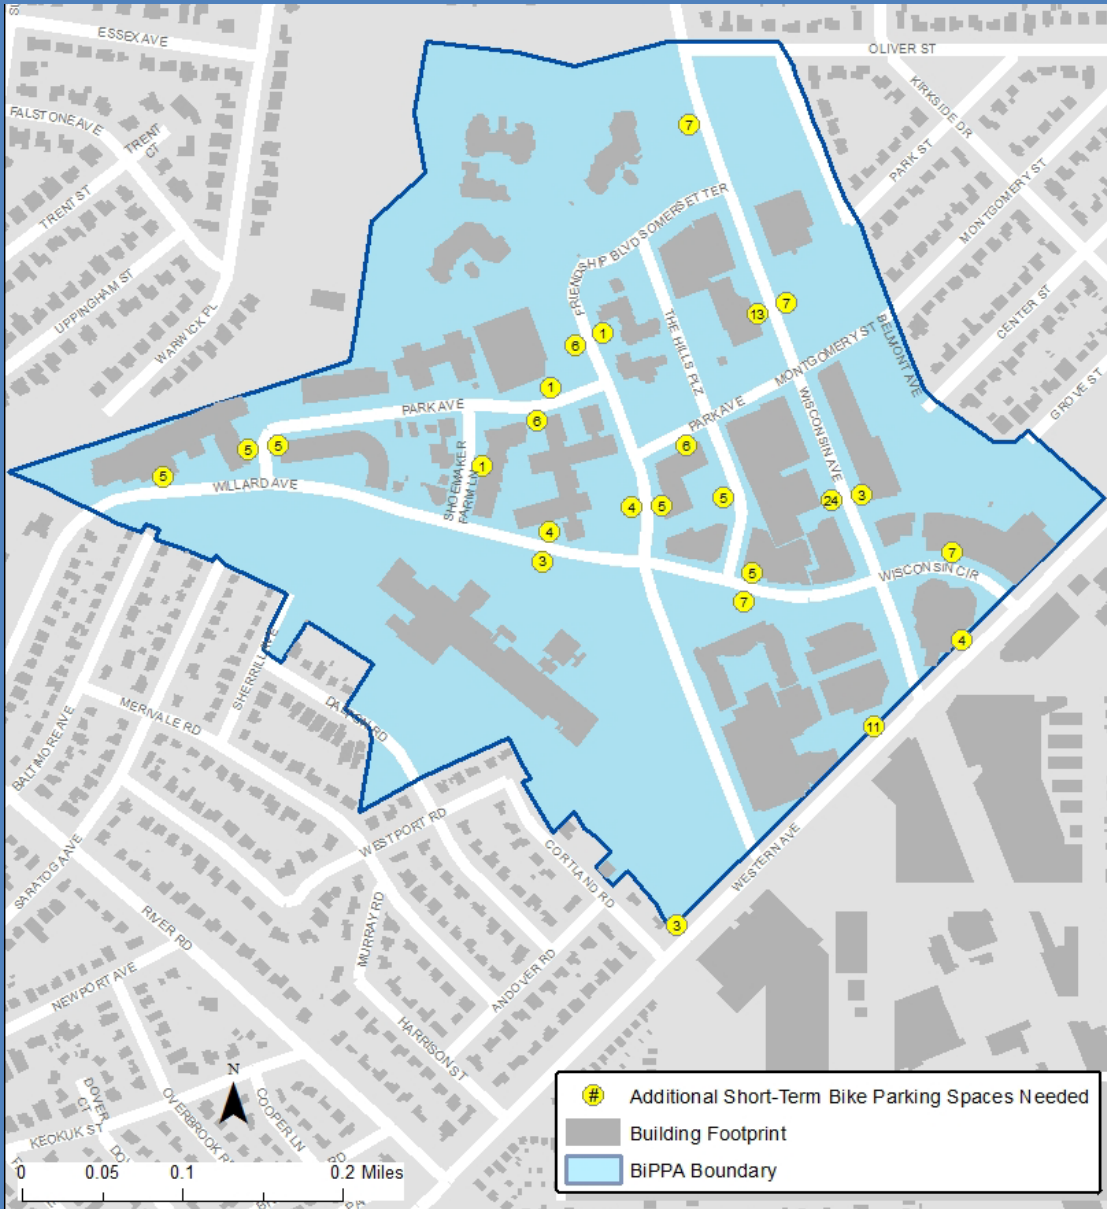 ESSEX AVE
OLIVER ST
FALSTONE AVE
TRENT CT
KIRKSIDE DR
7
PARK ST
TRENT ST
MONTGOMERY ST
FRIENDSHIP BLVD
SOMERSET TER
UPPINGHAM ST
WARWICK PL
CENTER ST
7
13
THE HILLS PLZ
1
6
BELMONT AVE
MONTGOMERY ST
1
GROVE ST
PARK AVE
PARK AVE
WISCONSIN AVE
6
6
5
5
1
5
SHOEMAKER
FARM LN
WILLARD AVE
4
5
5
24
3
4
3
7
5
WISCONSIN CIR
7
4
SHERRILL AVE
MERIVALE RD
DALTON RD
BALTIMORE AVE
11
WESTPORT RD
WESTERN AVE
CORTLAND RD
SARATOGA AVE
RIVER RD
MURRAY RD
3
NEWPORT AVE
ANDOVER RD
HARRISON ST
N
DOVER CT
OVERBROOK RD
COOPER LN
KEOKUK ST
0 0.05 0.1 0.2 Miles
# Additional Short-Term Bike Parking Spaces Needed
Building Footprint
BiPPA Boundary